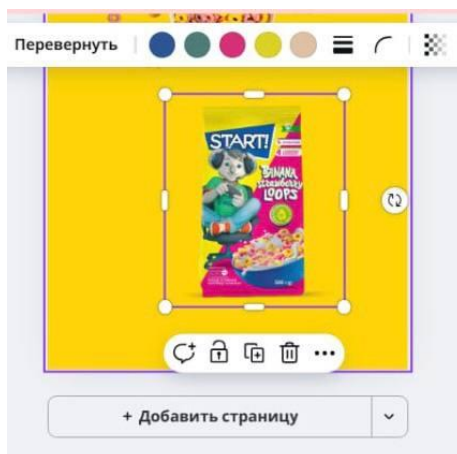 Перевернуть
START!
BANANA
STRAWBERRY
LOOPS
+ Добавить страницу